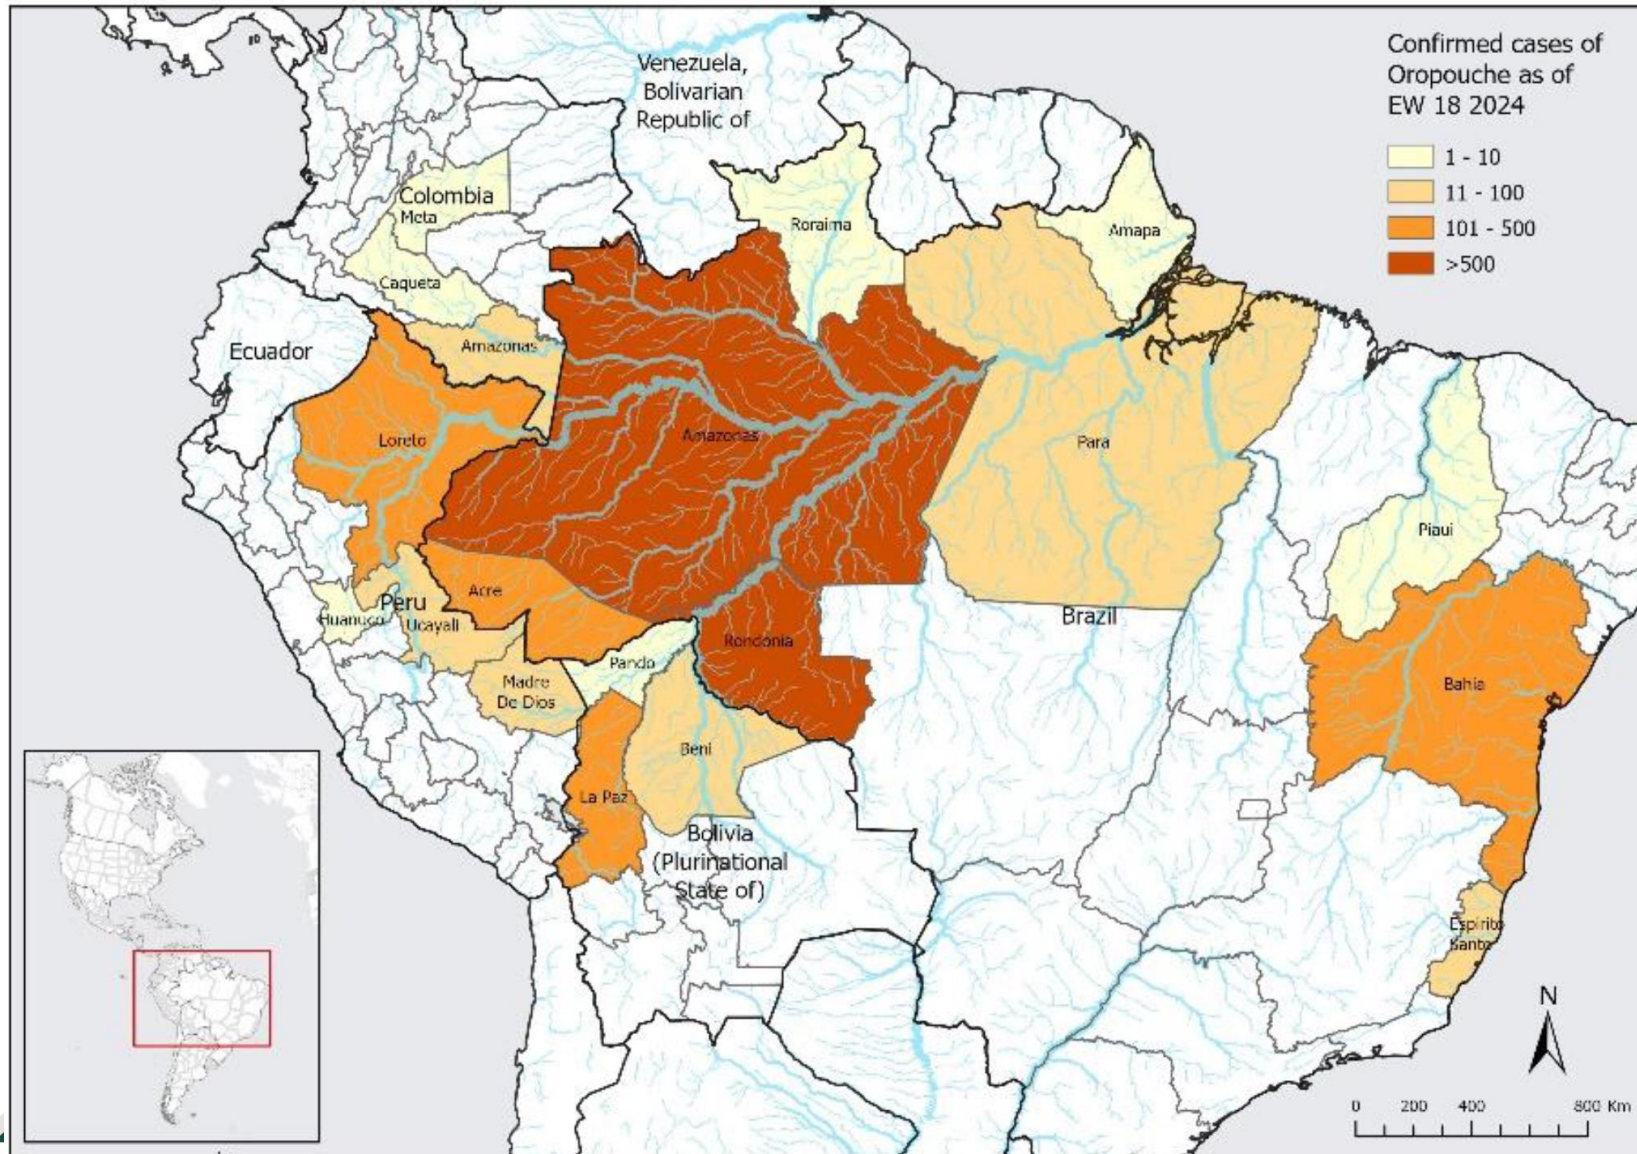 Confirmed cases of
Oropouche as of
EW 18 2024
1 - 10
11 - 100
101 - 500
>500
Venezuela,
Bolivarian
Republic of
Colombia
Meta
Roraima
Amapa
Caqueta
Ecuador
Amazonas
Loreto
Amazonas
Para
Piaui
Acre
Peru
Huanuco
Ucayali
Brazil
Rondonia
Pando
Madre
De Dios
Bahia
Beni
La Paz
Bolivia
(Plurinational
State of)
Espirito
Santo
N
0 200 400 800 Km